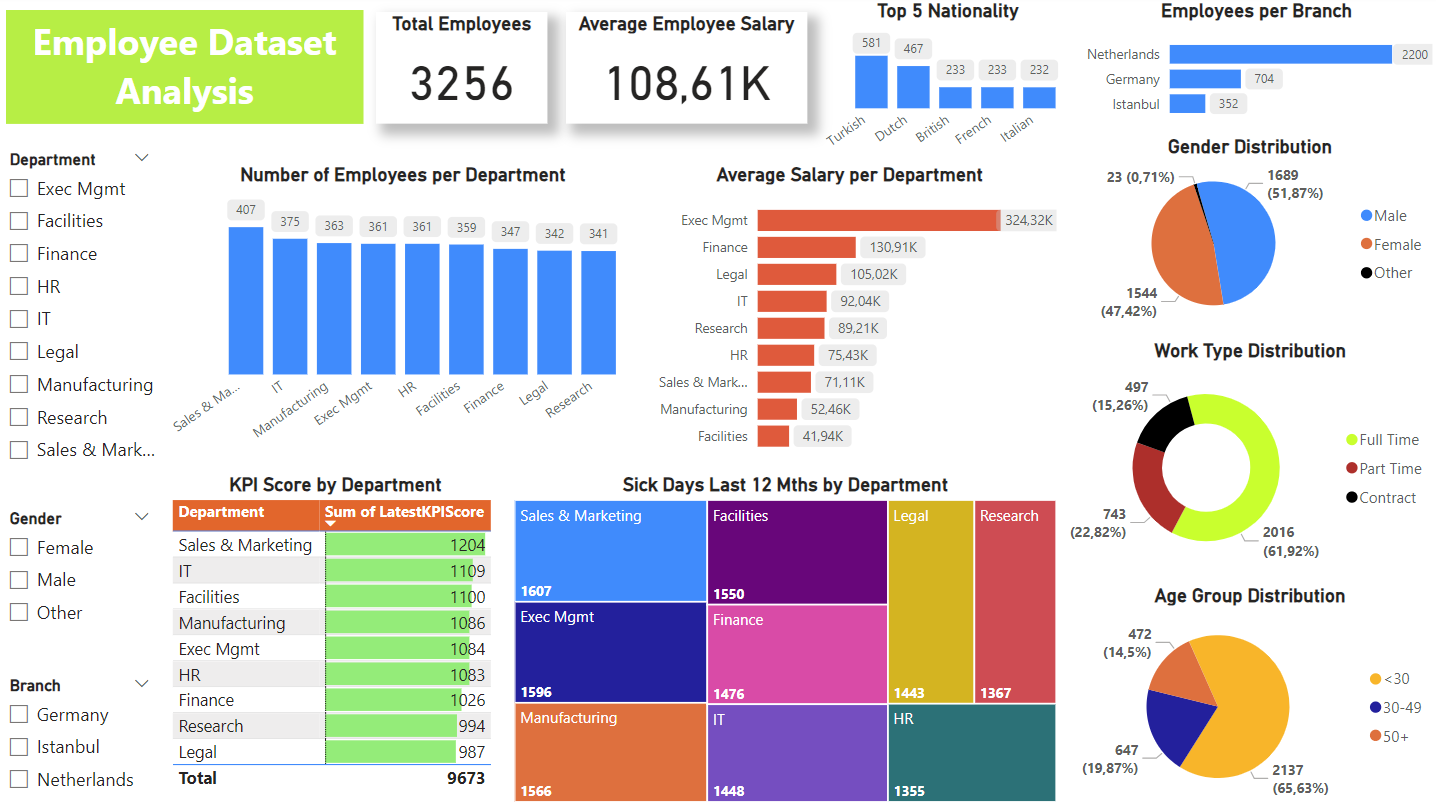 Employee Dataset
Analysis
Total Employees
3256
Average Employee Salary
108,61K
Top 5 Nationality
581
467
233
233
232
Turkish
Dutch
British
French
Italian
Employees per Branch
Netherlands
2200
Germany
704
Istanbul
352
Department
Exec Mgmt
Facilities
Finance
HR
IT
Legal
Manufacturing
Research
Sales & Mark...
Number of Employees per Department
407
375
363
361
361
359
347
342
341
Sales & Ma...
IT
Manufacturing
Exec Mgmt
HR
Facilities
Finance
Legal
Research
Average Salary per Department
Exec Mgmt
324,32K
Finance
130,91K
Legal
105,02K
IT
92,04K
Research
89,21K
HR
75,43K
Sales & Mark...
71,11K
Manufacturing
52,46K
Facilities
41,94K
Gender Distribution
23 (0,71%)
1689
(51,87%)
1544
(47,42%)
Male
Female
Other
Work Type Distribution
497
(15,26%)
743
(22,82%)
2016
(61,92%)
Full Time
Part Time
Contract
Gender
Female
Male
Other
Branch
Germany
Istanbul
Netherlands
KPI Score by Department
Department Sum of LatestKPIScore
Sales & Marketing 1204
IT 1109
Facilities 1100
Manufacturing 1086
Exec Mgmt 1084
HR 1083
Finance 1026
Research 994
Legal 987
Total 9673
Sick Days Last 12 Mths by Department
Sales & Marketing
1607
Exec Mgmt
1596
Manufacturing
1566
Facilities
1550
Finance
1476
IT
1448
Legal
1443
Research
1367
HR
1355
Age Group Distribution
472
(14,5%)
647
(19,87%)
2137
(65,63%)
<30
30-49
50+